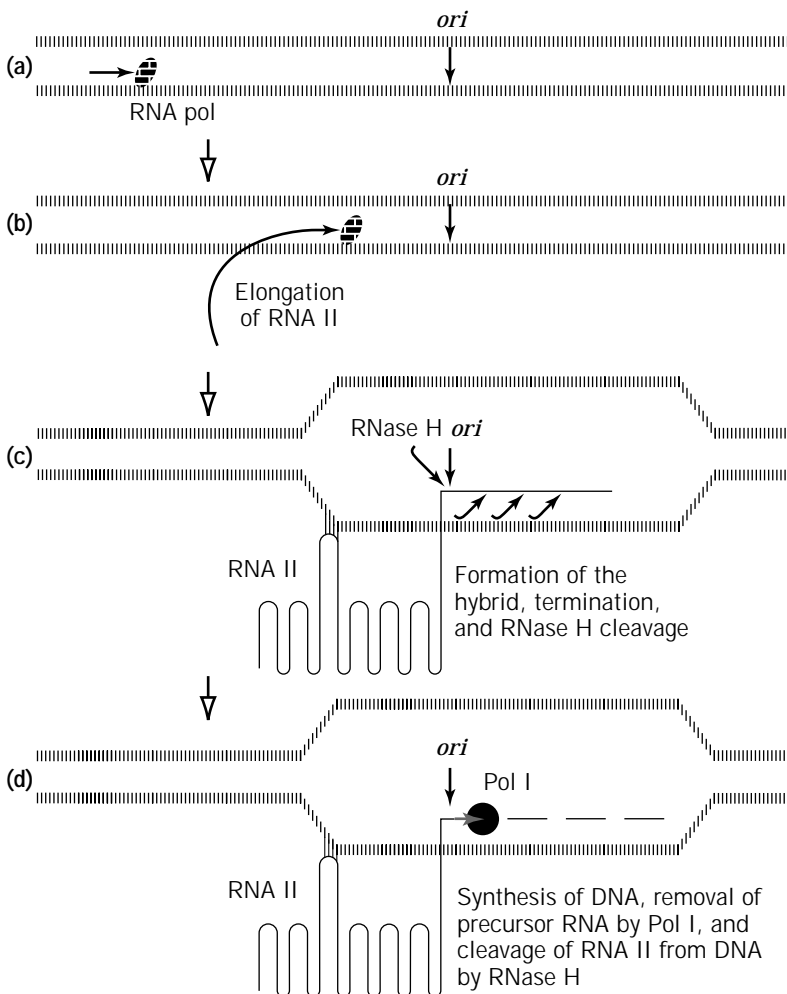 ori
(a)
RNA pol
ori
(b)
Elongation
of RNA II
RNase H ori
(c)
RNA II
Formation of the
hybrid, termination,
and RNase H cleavage
ori
(d)
Pol I
RNA II
Synthesis of DNA, removal of
precursor RNA by Pol I, and
cleavage of RNA II from DNA
by RNase H